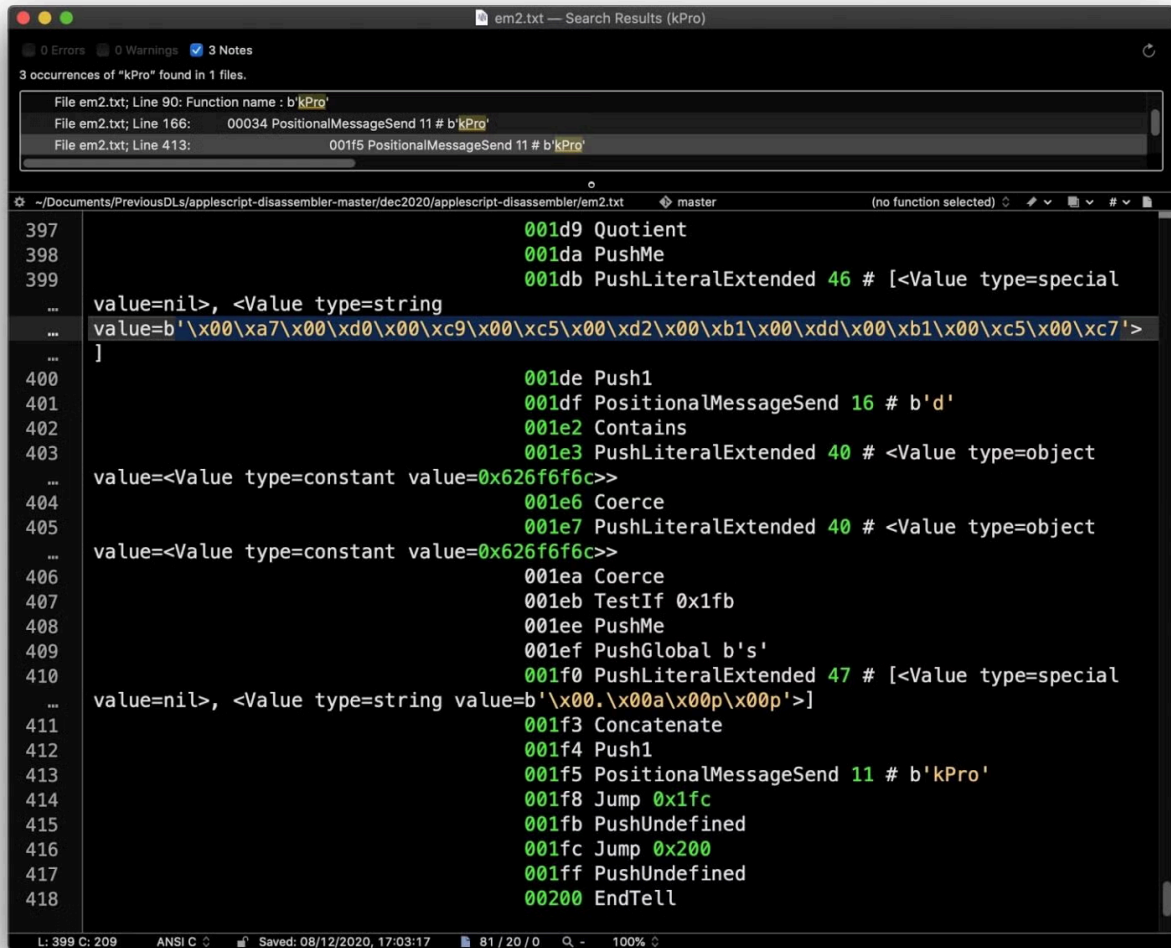 em2.txt — Search Results (kPro)
0 Errors 0 Warnings 3 Notes
3 occurrences of “kPro” found in 1 files.
File em2.txt; Line 90: Function name : b'kPro'
File em2.txt; Line 166: 00034 PositionalMessageSend 11 # b'kPro'
File em2.txt; Line 413: 001f5 PositionalMessageSend 11 # b'kPro'
~/Documents/PreviousDLs/applescript-disassembler-master/dec2020/applescript-disassembler/em2.txt master (no function selected) #
397 001d9 Quotient
398 001da PushMe
399 001db PushLiteralExtended 46 # [<Value type=special
… value=nil>, <Value type=string
… value=b'\x00\xa7\x00\xd0\x00\xc9\x00\xc5\x00\xd2\x00\xb1\x00\xdd\x00\xb1\x00\xc5\x00\xc7'>
… ]
400 001de Push1
401 001df PositionalMessageSend 16 # b'd'
402 001e2 Contains
403 001e3 PushLiteralExtended 40 # <Value type=object
… value=<Value type=constant value=0x626f6f6c>>
404 001e6 Coerce
405 001e7 PushLiteralExtended 40 # <Value type=object
… value=<Value type=constant value=0x626f6f6c>>
406 001ea Coerce
407 001eb TestIf 0x1fb
408 001ee PushMe
409 001ef PushGlobal b's'
410 001f0 PushLiteralExtended 47 # [<Value type=special
… value=nil>, <Value type=string value=b'\x00.\x00a\x00p\x00p'>]
411 001f3 Concatenate
412 001f4 Push1
413 001f5 PositionalMessageSend 11 # b'kPro'
414 001f8 Jump 0x1fc
415 001fb PushUndefined
416 001fc Jump 0x200
417 001ff PushUndefined
418 00200 EndTell
L: 399 C: 209 ANSI C Saved: 08/12/2020, 17:03:17 81 / 20 / 0 - 100%